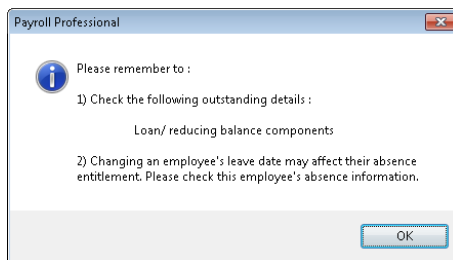 Payroll Professional
Please remember to :
1) Check the following outstanding details :
Loan/ reducing balance components
2) Changing an employee's leave date may affect their absence
entitlement. Please check this employee's absence information.
OK